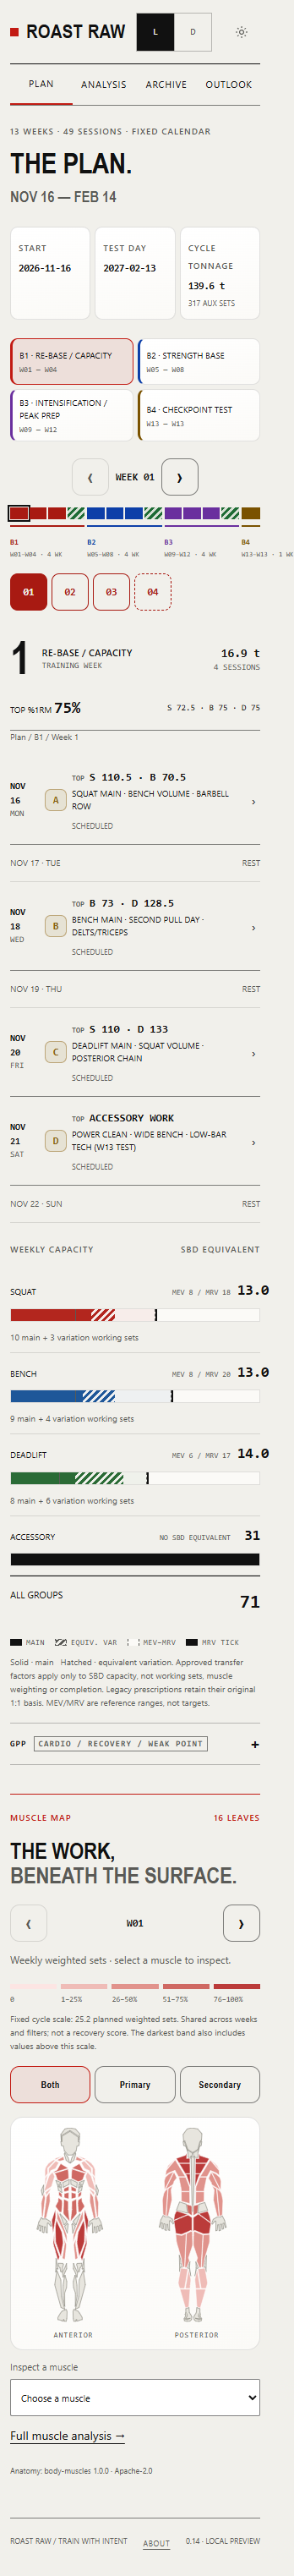 ROAST RAW
L
D
PLAN
ANALYSIS
ARCHIVE
OUTLOOK
13 WEEKS · 49 SESSIONS · FIXED CALENDAR
THE PLAN.
NOV 16 — FEB 14
START
2026-11-16
TEST DAY
2027-02-13
CYCLE
TONNAGE
139.6 t
317 AUX SETS
B1 · RE-BASE / CAPACITY
W01 — W04
B2 · STRENGTH BASE
W05 — W08
B3 · INTENSIFICATION /
PEAK PREP
W09 — W12
B4 · CHECKPOINT TEST
W13 — W13
‹
WEEK 01
›
B1
W01-W04 · 4 WK
B2
W05-W08 · 4 WK
B3
W09-W12 · 4 WK
B4
W13-W13 · 1 WK
01
02
03
04
1
RE-BASE / CAPACITY
TRAINING WEEK
16.9 t
4 SESSIONS
TOP %1RM 75%
S 72.5 · B 75 · D 75
Plan / B1 / Week 1
NOV
16
MON
A
TOP S 110.5 · B 70.5
SQUAT MAIN · BENCH VOLUME · BARBELL
ROW
SCHEDULED
›
NOV 17 · TUE
REST
NOV
18
WED
B
TOP B 73 · D 128.5
BENCH MAIN · SECOND PULL DAY ·
DELTS/TRICEPS
SCHEDULED
›
NOV 19 · THU
REST
NOV
20
FRI
C
TOP S 110 · D 133
DEADLIFT MAIN · SQUAT VOLUME ·
POSTERIOR CHAIN
SCHEDULED
›
NOV
21
SAT
D
TOP ACCESSORY WORK
POWER CLEAN · WIDE BENCH · LOW-BAR
TECH (W13 TEST)
SCHEDULED
›
NOV 22 · SUN
REST
WEEKLY CAPACITY
SBD EQUIVALENT
SQUAT
MEV 8 / MRV 18 13.0
10 main + 3 variation working sets
BENCH
MEV 8 / MRV 20 13.0
9 main + 4 variation working sets
DEADLIFT
MEV 6 / MRV 17 14.0
8 main + 6 variation working sets
ACCESSORY
NO SBD EQUIVALENT 31
ALL GROUPS
71
MAIN
EQUIV. VAR
MEV–MRV
MRV TICK
Solid · main Hatched · equivalent variation. Approved transfer
factors apply only to SBD capacity, not working sets, muscle
weighting or completion. Legacy prescriptions retain their original
1:1 basis. MEV/MRV are reference ranges, not targets.
GPP
CARDIO / RECOVERY / WEAK POINT
+
MUSCLE MAP
16 LEAVES
THE WORK,
BENEATH THE SURFACE.
‹
W01
›
Weekly weighted sets · select a muscle to inspect.
0
1–25%
26–50%
51–75%
76–100%
Fixed cycle scale: 25.2 planned weighted sets. Shared across weeks
and filters; not a recovery score. The darkest band also includes
values above this scale.
Both
Primary
Secondary
ANTERIOR
POSTERIOR
Inspect a muscle
Choose a muscle
Full muscle analysis →
Anatomy: body-muscles 1.0.0 · Apache-2.0
ROAST RAW / TRAIN WITH INTENT
ABOUT
0.14 · LOCAL PREVIEW